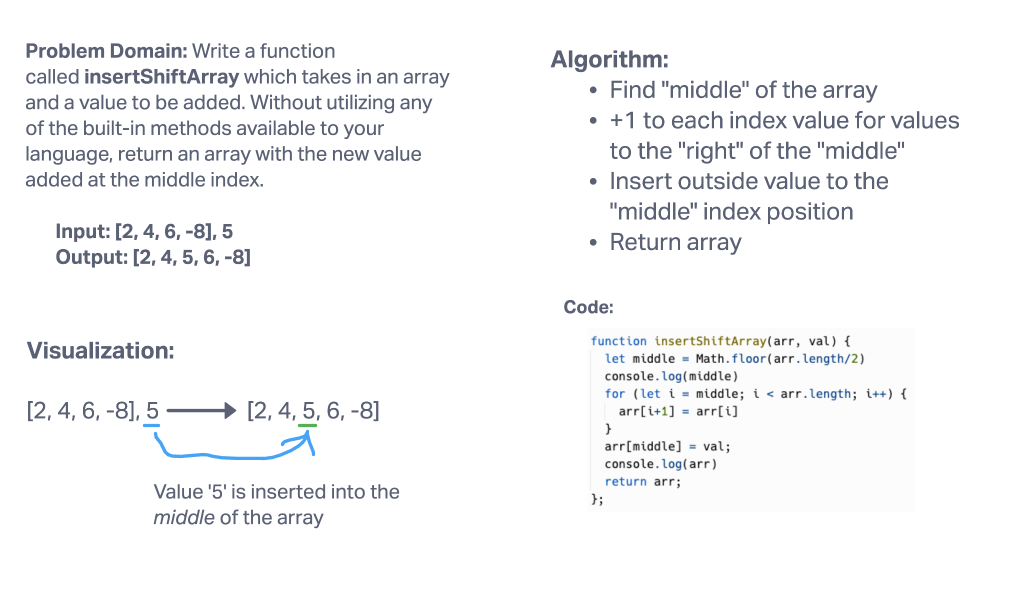 Problem Domain: Write a function
called insertShiftArray which takes in an array
and a value to be added. Without utilizing any
of the built-in methods available to your
language, return an array with the new value
added at the middle index.
Input: [2, 4, 6, -8], 5
Output: [2, 4, 5, 6, -8]
Visualization:
[2, 4, 6, -8], 5 [2, 4, 5, 6, -8]
Value '5' is inserted into the
middle of the array
Algorithm:
• Find "middle" of the array
• +1 to each index value for values
to the "right" of the "middle"
• Insert outside value to the
"middle" index position
• Return array
Code:
function insertShiftArray(arr, val) {
  let middle = Math.floor(arr.length/2)
  console.log(middle)
  for (let i = middle; i < arr.length; i++) {
    arr[i+1] = arr[i]
  }
  arr[middle] = val;
  console.log(arr)
  return arr;
};